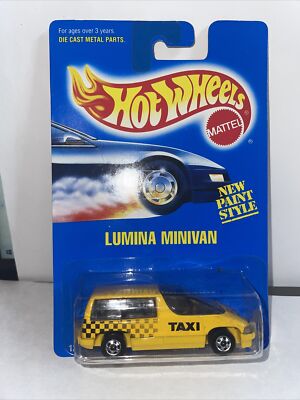 For ages over 3 years.
DIE CAST METAL PARTS.
HOT WHEELS
MATTEL
NEW
PAINT
STYLE
LUMINA MINIVAN
TAXI